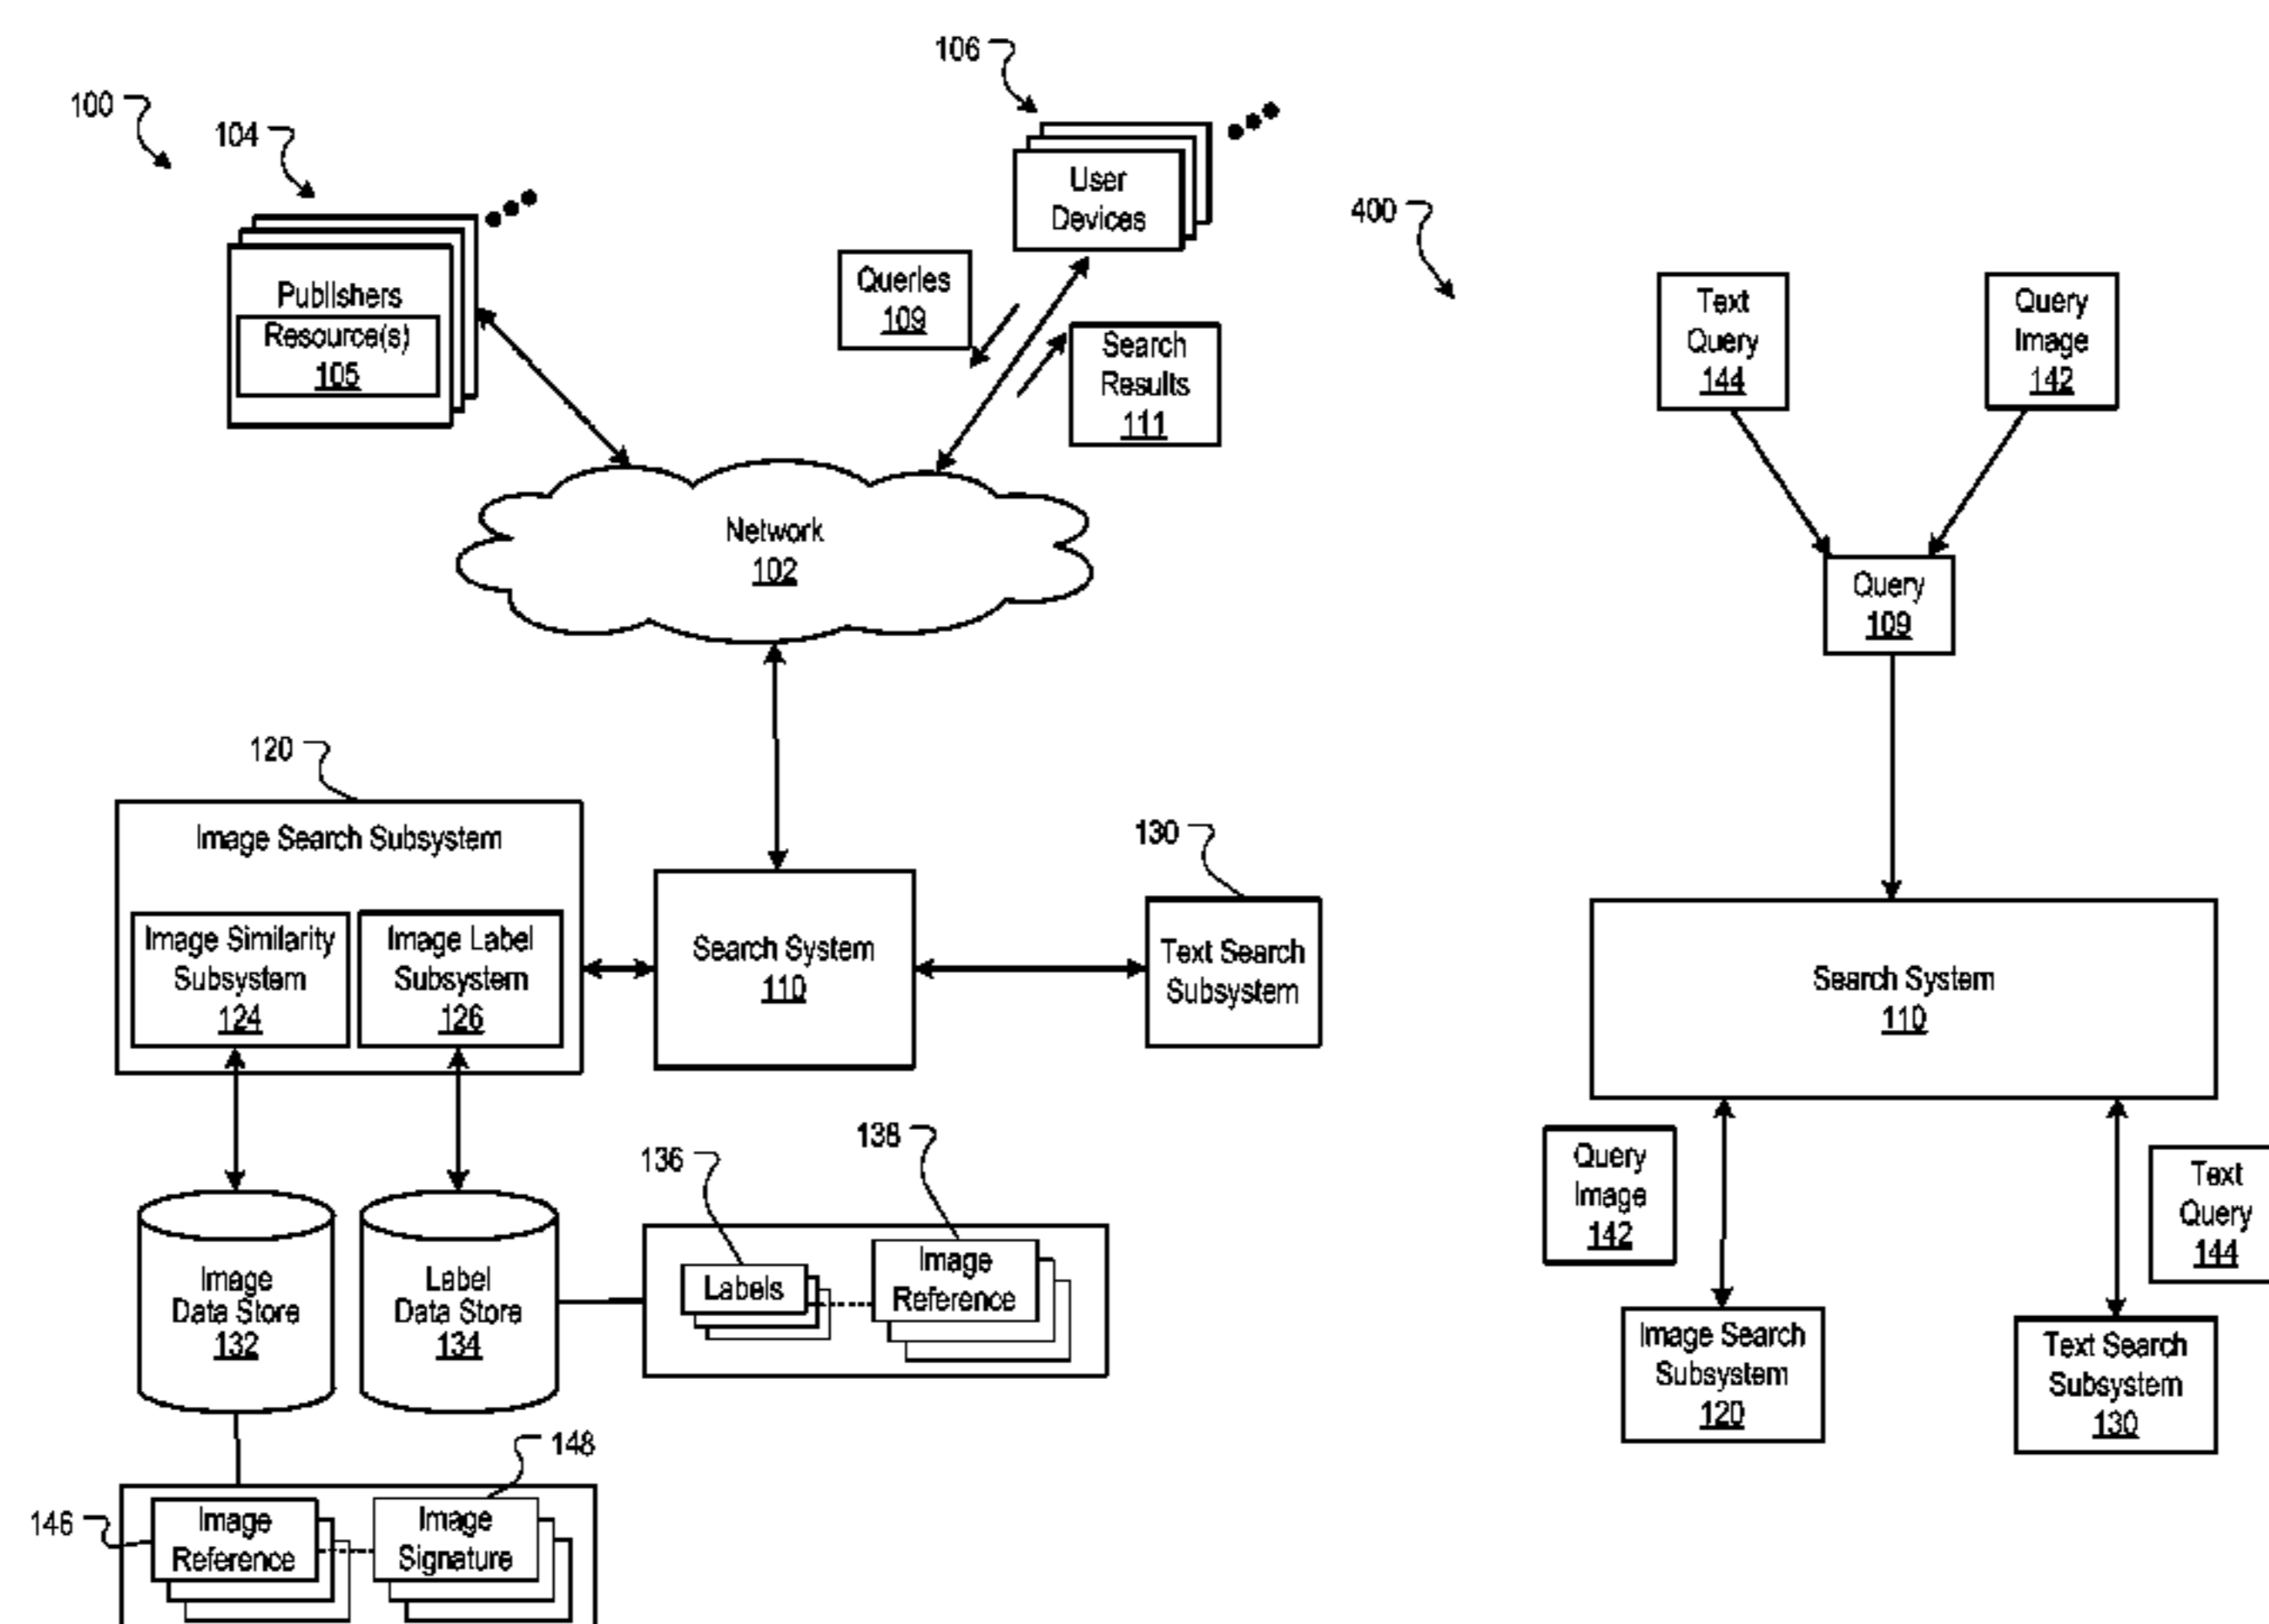 100
104
106
Publishers
Resource(s)
105
User
Devices
Queries
109
Search
Results
111
Network
102
120
Image Search Subsystem
Image Similarity
Subsystem
124
Image Label
Subsystem
126
Search System
110
130
Text Search
Subsystem
Image
Data Store
132
Label
Data Store
134
136
138
Labels
Image
Reference
146
148
Image
Reference
Image
Signature
400
Text
Query
144
Query
Image
142
Query
109
Search System
110
Query
Image
142
Text
Query
144
Image Search
Subsystem
120
Text Search
Subsystem
130